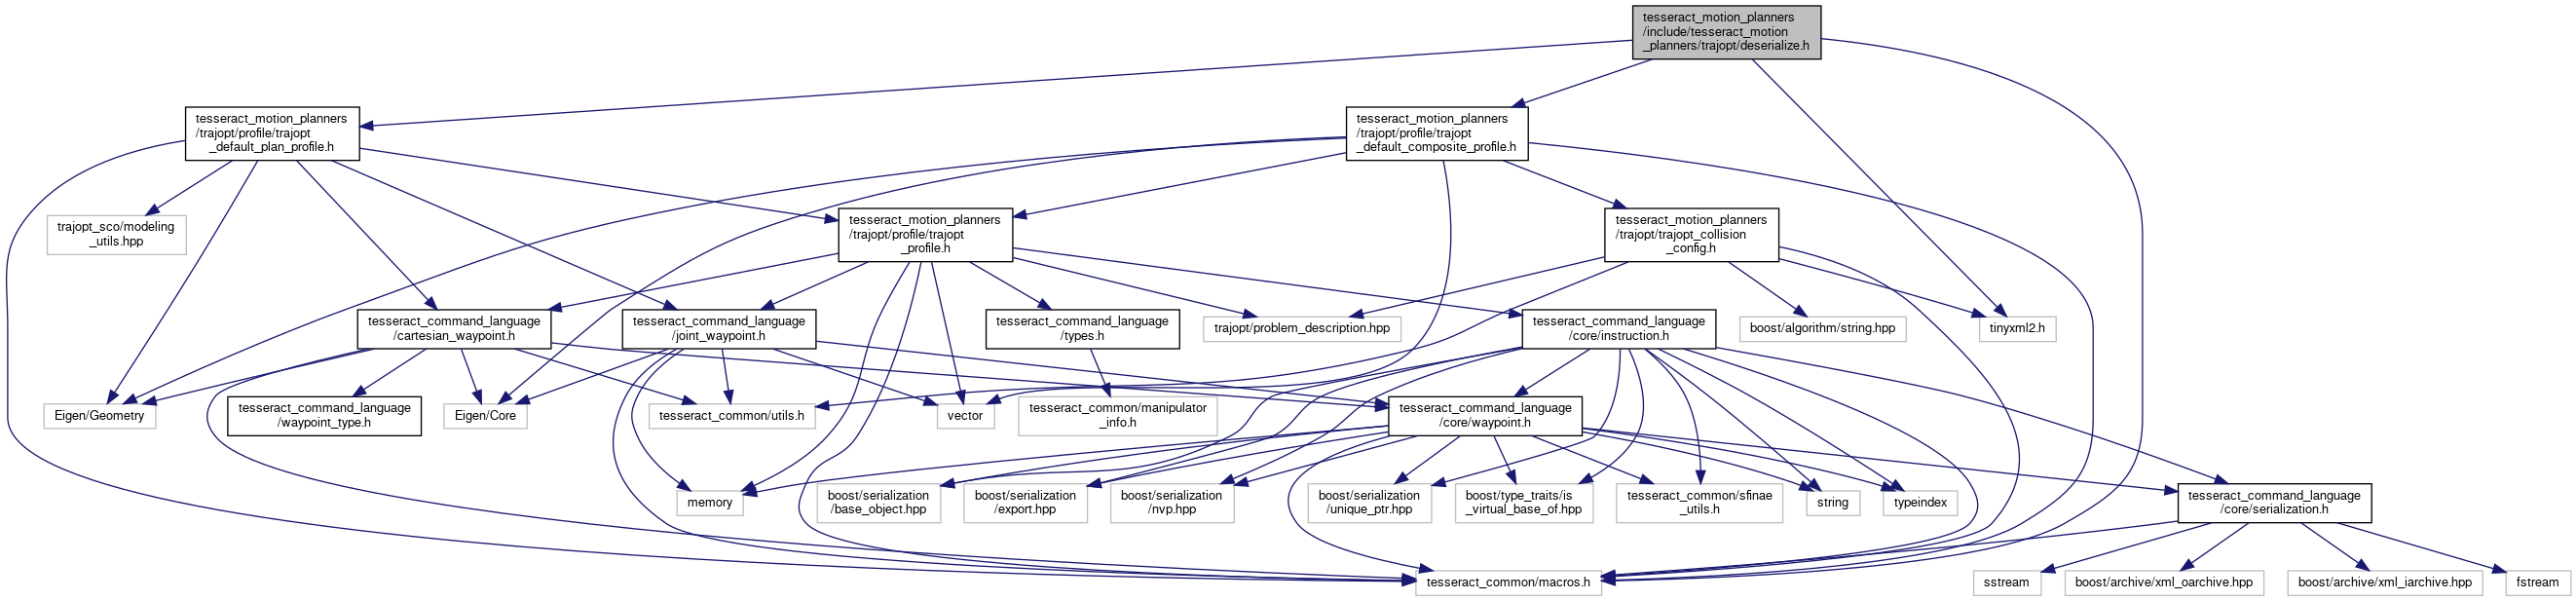 tesseract_motion_planners
/include/tesseract_motion
_planners/trajopt/deserialize.h
tesseract_motion_planners
/trajopt/profile/trajopt
_default_plan_profile.h
tesseract_motion_planners
/trajopt/profile/trajopt
_default_composite_profile.h
trajopt_sco/modeling
_utils.hpp
tesseract_motion_planners
/trajopt/profile/trajopt
_profile.h
tesseract_motion_planners
/trajopt/trajopt_collision
_config.h
tesseract_command_language
/cartesian_waypoint.h
tesseract_command_language
/joint_waypoint.h
tesseract_command_language
/types.h
trajopt/problem_description.hpp
tesseract_command_language
/core/instruction.h
boost/algorithm/string.hpp
tinyxml2.h
Eigen/Geometry
tesseract_command_language
/waypoint_type.h
Eigen/Core
tesseract_common/utils.h
vector
tesseract_common/manipulator
_info.h
tesseract_command_language
/core/waypoint.h
memory
boost/serialization
/base_object.hpp
boost/serialization
/export.hpp
boost/serialization
/nvp.hpp
boost/serialization
/unique_ptr.hpp
boost/type_traits/is
_virtual_base_of.hpp
tesseract_common/sfinae
_utils.h
string
typeindex
tesseract_command_language
/core/serialization.h
tesseract_common/macros.h
sstream
boost/archive/xml_oarchive.hpp
boost/archive/xml_iarchive.hpp
fstream